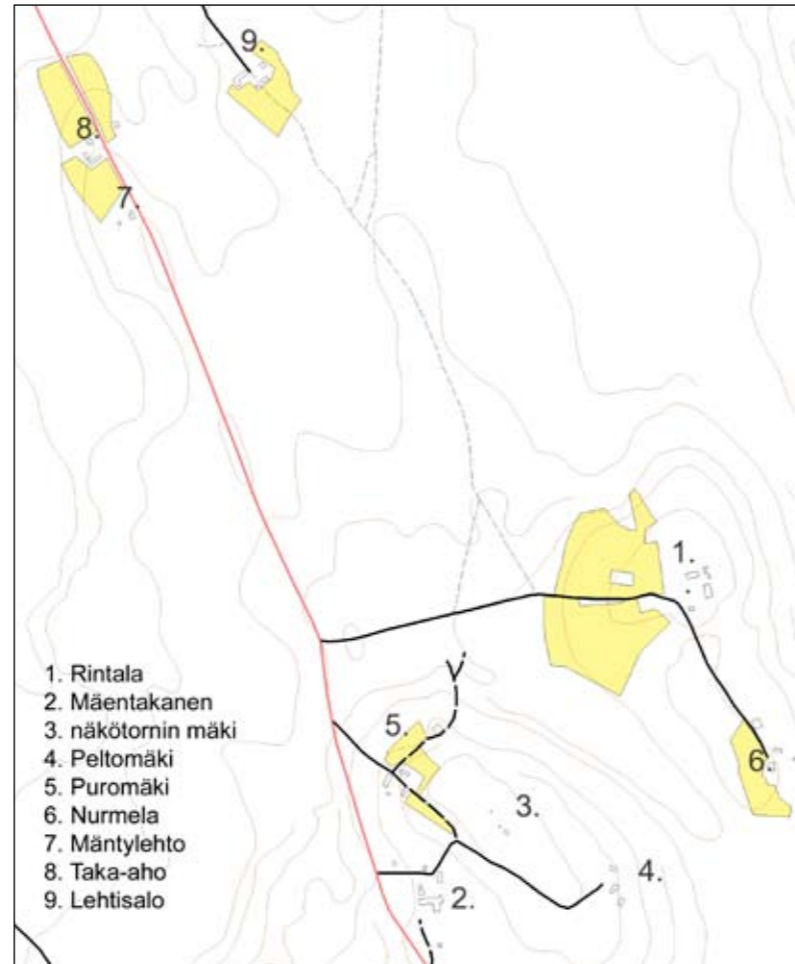 9.
8.
7.
1.
5.
6.
3.
4.
2.
1. Rintala
2. Mäentakanen
3. näkötornin mäki
4. Peltomäki
5. Puromäki
6. Nurmela
7. Mäntylehto
8. Taka-aho
9. Lehtisalo